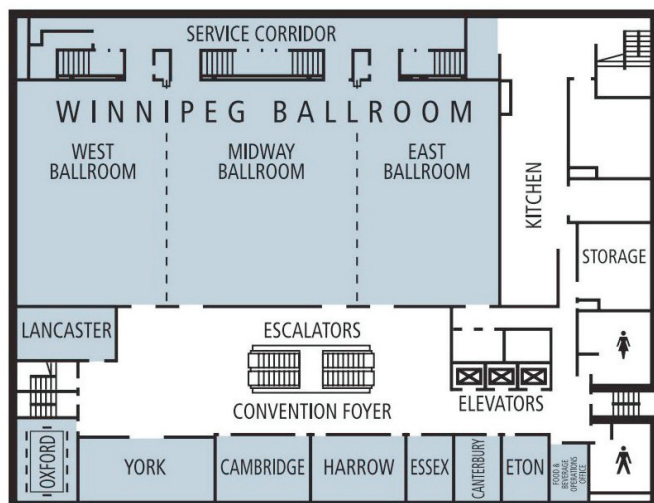 SERVICE CORRIDOR
WINNIPEG BALLROOM
WEST
BALLROOM
MIDWAY
BALLROOM
EAST
BALLROOM
KITCHEN
STORAGE
LANCASTER
ESCALATORS
CONVENTION FOYER
ELEVATORS
OXFORD
YORK
CAMBRIDGE
HARROW
ESSEX
CANTERBURY
ETON
FOOD &
BEVERAGE
OPERATIONS
OFFICE